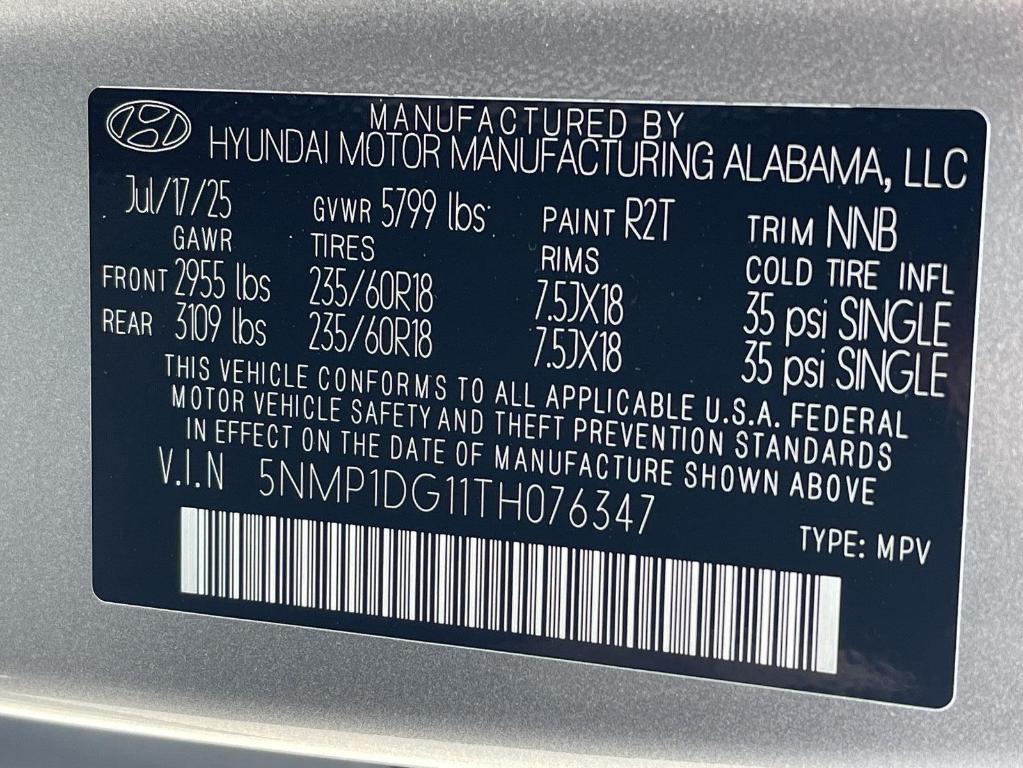 MANUFACTURED BY
HYUNDAI MOTOR MANUFACTURING ALABAMA, LLC
Jul/17/25 GVWR 5799 lbs PAINT R2T TRIM NNB
GAWR TIRES RIMS COLD TIRE INFL
FRONT 2955 lbs 235/60R18 7.5JX18 35 psi SINGLE
REAR 3109 lbs 235/60R18 7.5JX18 35 psi SINGLE
THIS VEHICLE CONFORMS TO ALL APPLICABLE U.S.A. FEDERAL
MOTOR VEHICLE SAFETY AND THEFT PREVENTION STANDARDS
IN EFFECT ON THE DATE OF MANUFACTURE SHOWN ABOVE
V.I.N 5NMP1DG11TH076347
TYPE: MPV